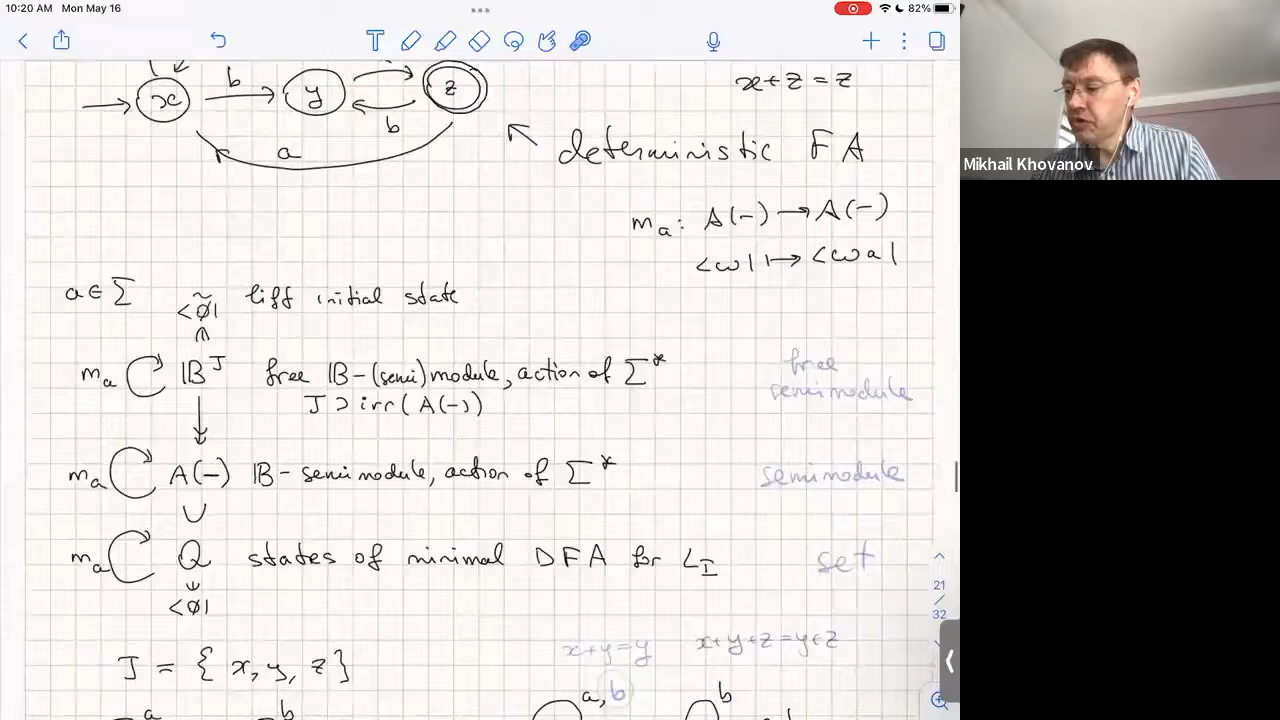 10:20 AM Mon May 16
82%
b
x → y z
x+z = z
b
a
deterministic FA
Mikhail Khovanov
m_a: A(-) → A(-)
<ω| ↦ <ωa|
a ∈ Σ
<∅̃| lift initial state
m_a 𝔹^J free 𝔹-(semi)module, action of Σ*
J ⊃ irr(A(-))
free
semimodule
m_a A(-) 𝔹-semimodule, action of Σ*
semimodule
∪
m_a Q states of minimal DFA for L_I
set
<∅|
21
/
32
x+y=y x+y+z=y+z
J = { x, y, z }
a b a, b b